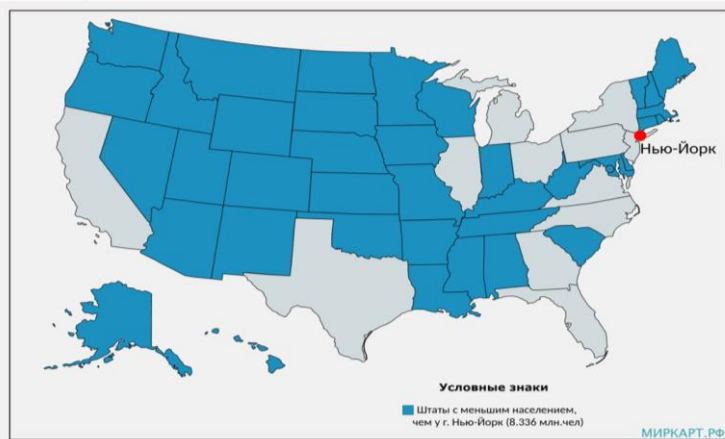 Нью-Йорк
Условные знаки
Штаты с меньшим населением,
чем у г. Нью-Йорк (8.336 млн.чел)
МИРКАРТ.РФ